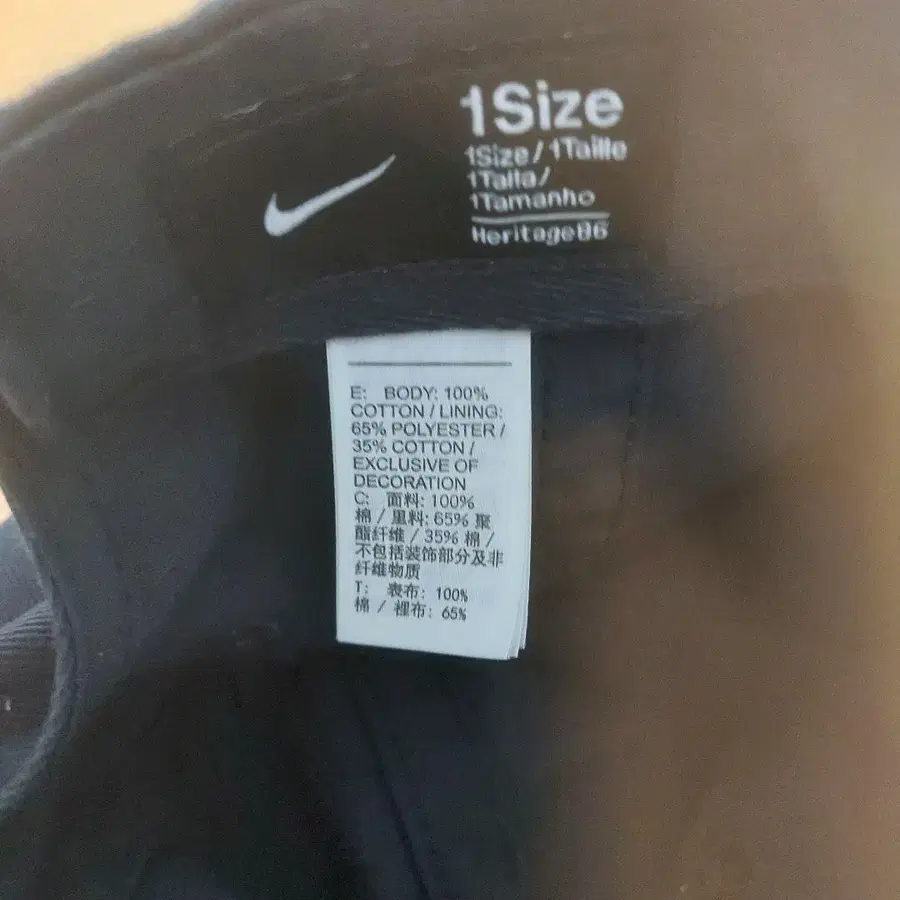 1Size
1Size/1Taille
1Talla/
1Tamanho
Heritage86
E: BODY: 100%
COTTON / LINING:
65% POLYESTER /
35% COTTON /
EXCLUSIVE OF
DECORATION
C: 面料: 100%
棉 / 里料: 65% 聚
酯纤维 / 35% 棉 /
不包括装饰部分及非
纤维物质
T: 表布: 100%
棉 / 裡布: 65%